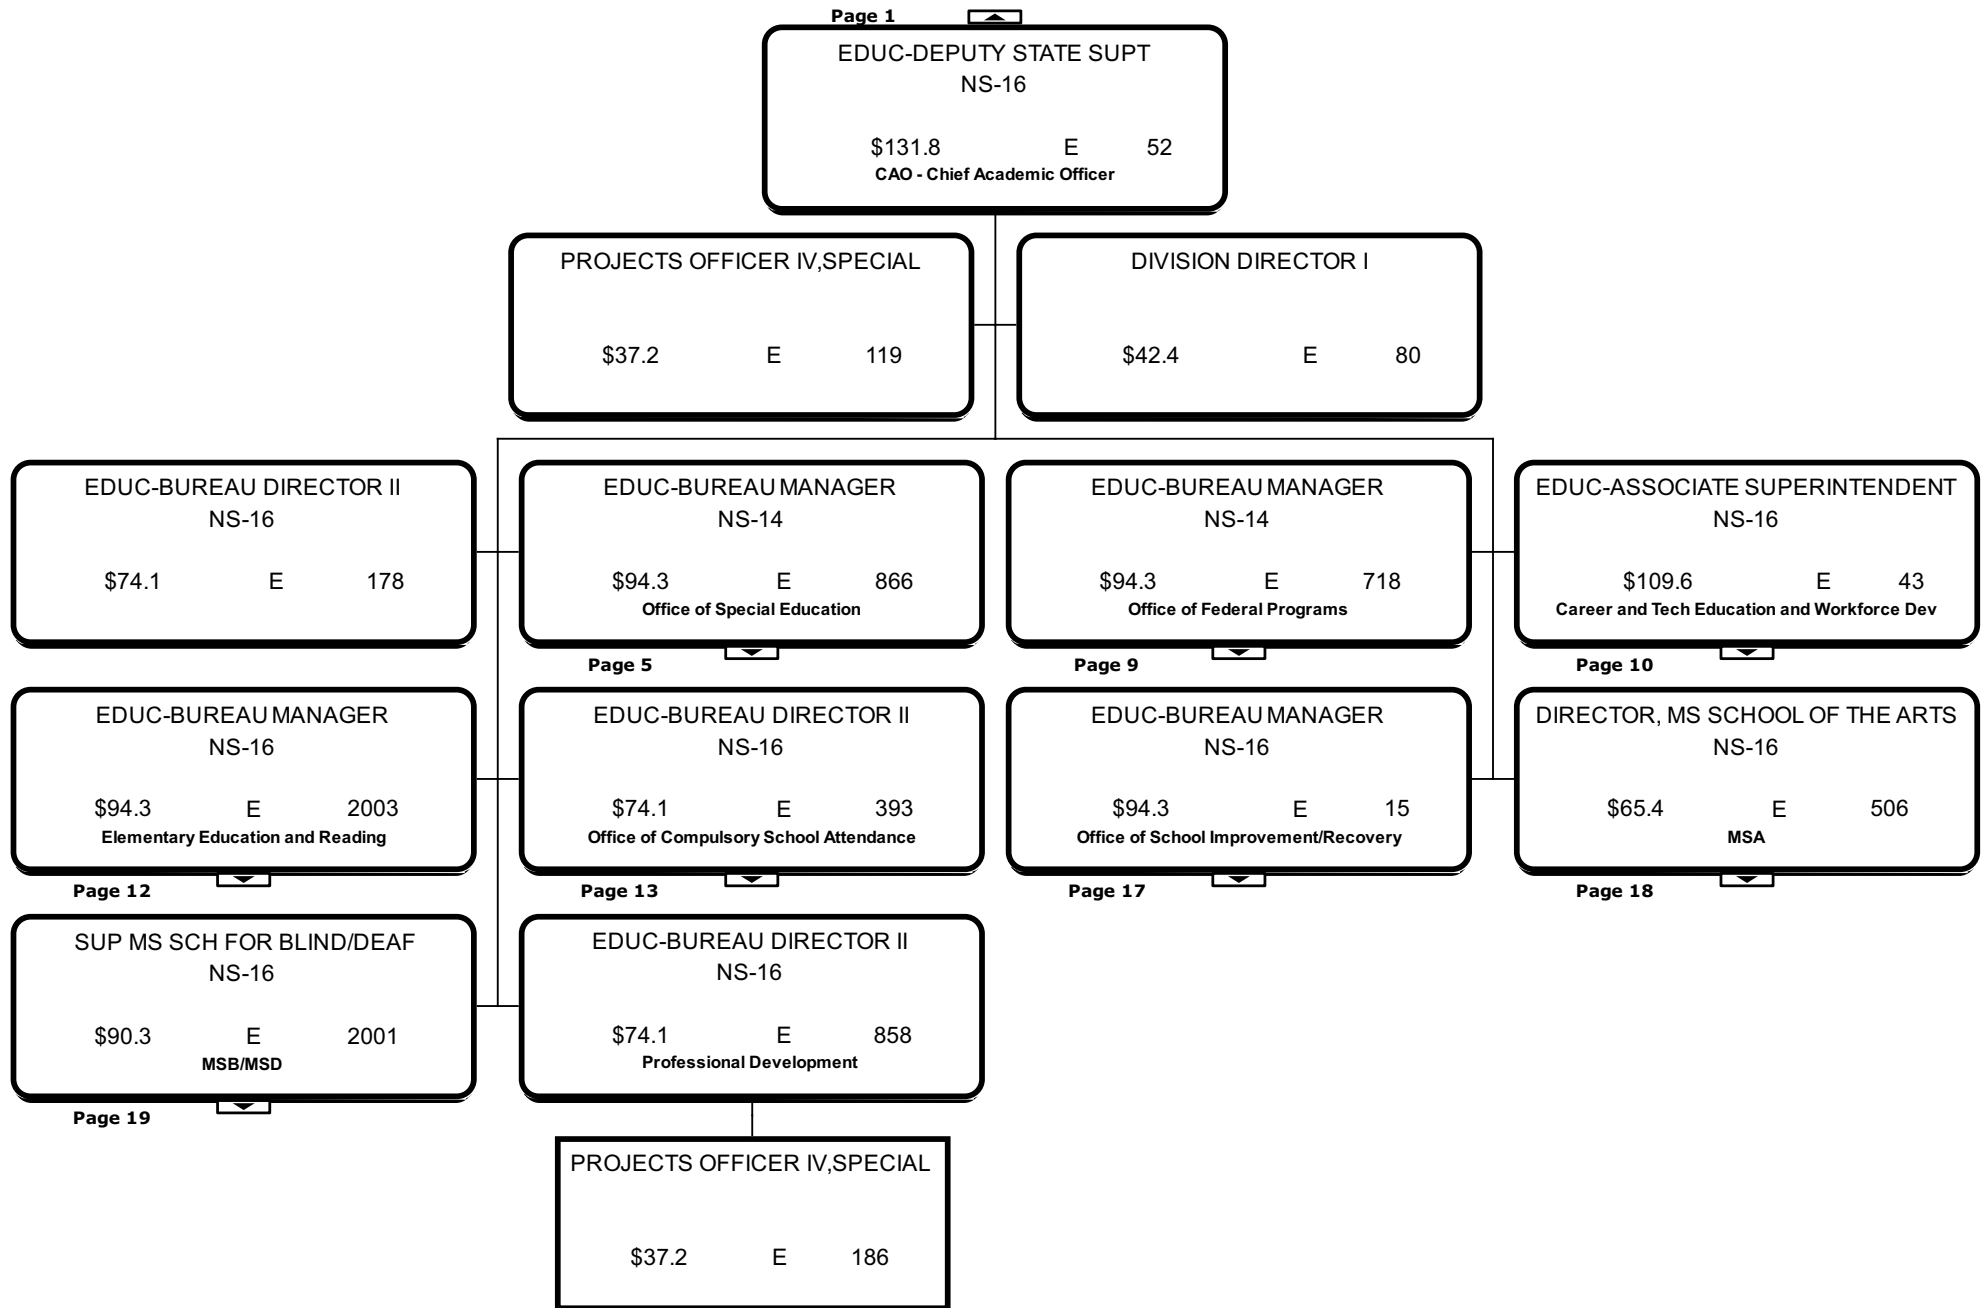 Page 1
EDUC-DEPUTY STATE SUPT
NS-16
$131.8 E 52
CAO - Chief Academic Officer
PROJECTS OFFICER IV,SPECIAL
$37.2 E 119
DIVISION DIRECTOR I
$42.4 E 80
EDUC-BUREAU DIRECTOR II
NS-16
$74.1 E 178
EDUC-BUREAU MANAGER
NS-14
$94.3 E 866
Office of Special Education
Page 5
EDUC-BUREAU MANAGER
NS-14
$94.3 E 718
Office of Federal Programs
Page 9
EDUC-ASSOCIATE SUPERINTENDENT
NS-16
$109.6 E 43
Career and Tech Education and Workforce Dev
Page 10
EDUC-BUREAU MANAGER
NS-16
$94.3 E 2003
Elementary Education and Reading
Page 12
EDUC-BUREAU DIRECTOR II
NS-16
$74.1 E 393
Office of Compulsory School Attendance
Page 13
EDUC-BUREAU MANAGER
NS-16
$94.3 E 15
Office of School Improvement/Recovery
Page 17
DIRECTOR, MS SCHOOL OF THE ARTS
NS-16
$65.4 E 506
MSA
Page 18
SUP MS SCH FOR BLIND/DEAF
NS-16
$90.3 E 2001
MSB/MSD
Page 19
EDUC-BUREAU DIRECTOR II
NS-16
$74.1 E 858
Professional Development
PROJECTS OFFICER IV,SPECIAL
$37.2 E 186